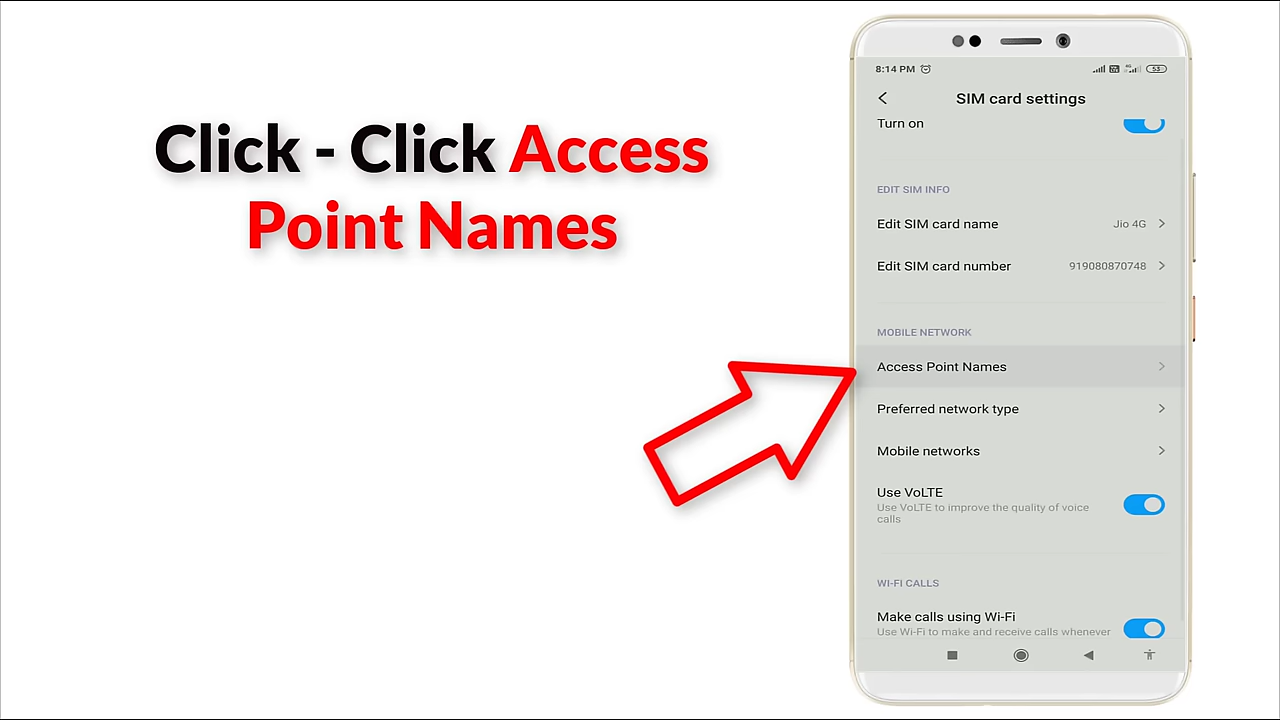 Click - Click Access
Point Names
8:14 PM
4G
53
SIM card settings
Turn on
EDIT SIM INFO
Edit SIM card name
Jio 4G
Edit SIM card number
919080870748
MOBILE NETWORK
Access Point Names
Preferred network type
Mobile networks
Use VoLTE
Use VoLTE to improve the quality of voice
calls
WI-FI CALLS
Make calls using Wi-Fi
Use Wi-Fi to make and receive calls whenever